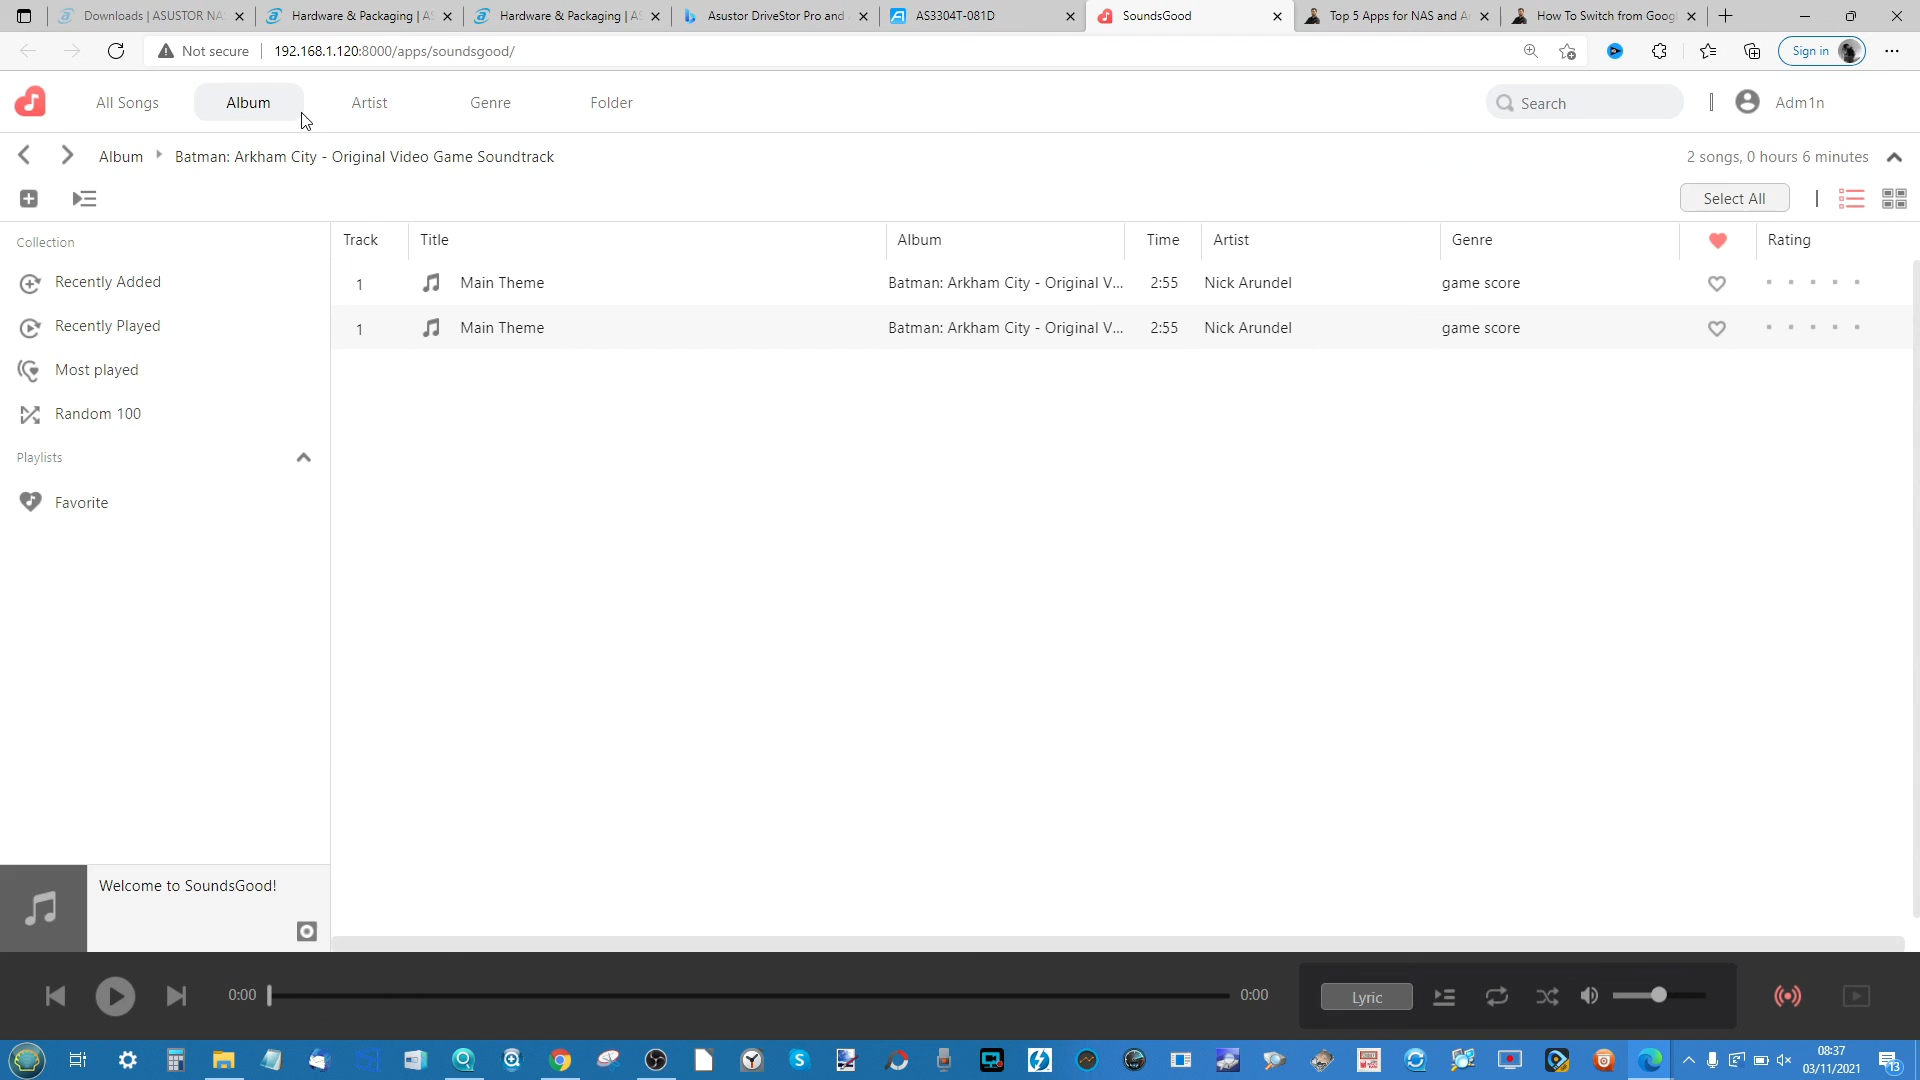 Downloads | ASUSTOR NA
Hardware & Packaging | AS
Hardware & Packaging | AS
Asustor DriveStor Pro and
AS3304T-081D
SoundsGood
Top 5 Apps for NAS and A
How To Switch from Goog
Not secure
192.168.1.120:8000/apps/soundsgood/
Sign in
All Songs
Album
Artist
Genre
Folder
Search
Adm1n
Album
Batman: Arkham City - Original Video Game Soundtrack
2 songs, 0 hours 6 minutes
Select All
Collection
Track Title Album Time Artist Genre Rating
1 Main Theme Batman: Arkham City - Original V... 2:55 Nick Arundel game score
1 Main Theme Batman: Arkham City - Original V... 2:55 Nick Arundel game score
Recently Added
Recently Played
Most played
Random 100
Playlists
Favorite
Welcome to SoundsGood!
0:00
0:00
Lyric
08:37
03/11/2021
13